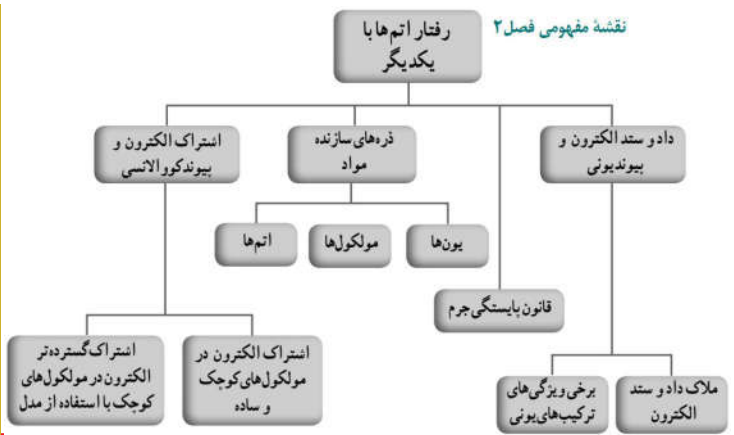 نقشهٔ مفهومی فصل ۲
رفتار اتم‌ها با
یکدیگر
داد و ستد الکترون و
پیوندیونی
ذره‌های سازنده
مواد
اشتراک الکترون و
پیوندکووالانسی
یون‌ها
مولکول‌ها
اتم‌ها
قانون پایستگی جرم
ملاک داد و ستد
الکترون
برخی ویژگی‌های
ترکیب‌های یونی
اشتراک الکترون در
مولکول‌های کوچک
و ساده
اشتراک گسترده‌تر
الکترون در مولکول‌های
کوچک با استفاده از مدل